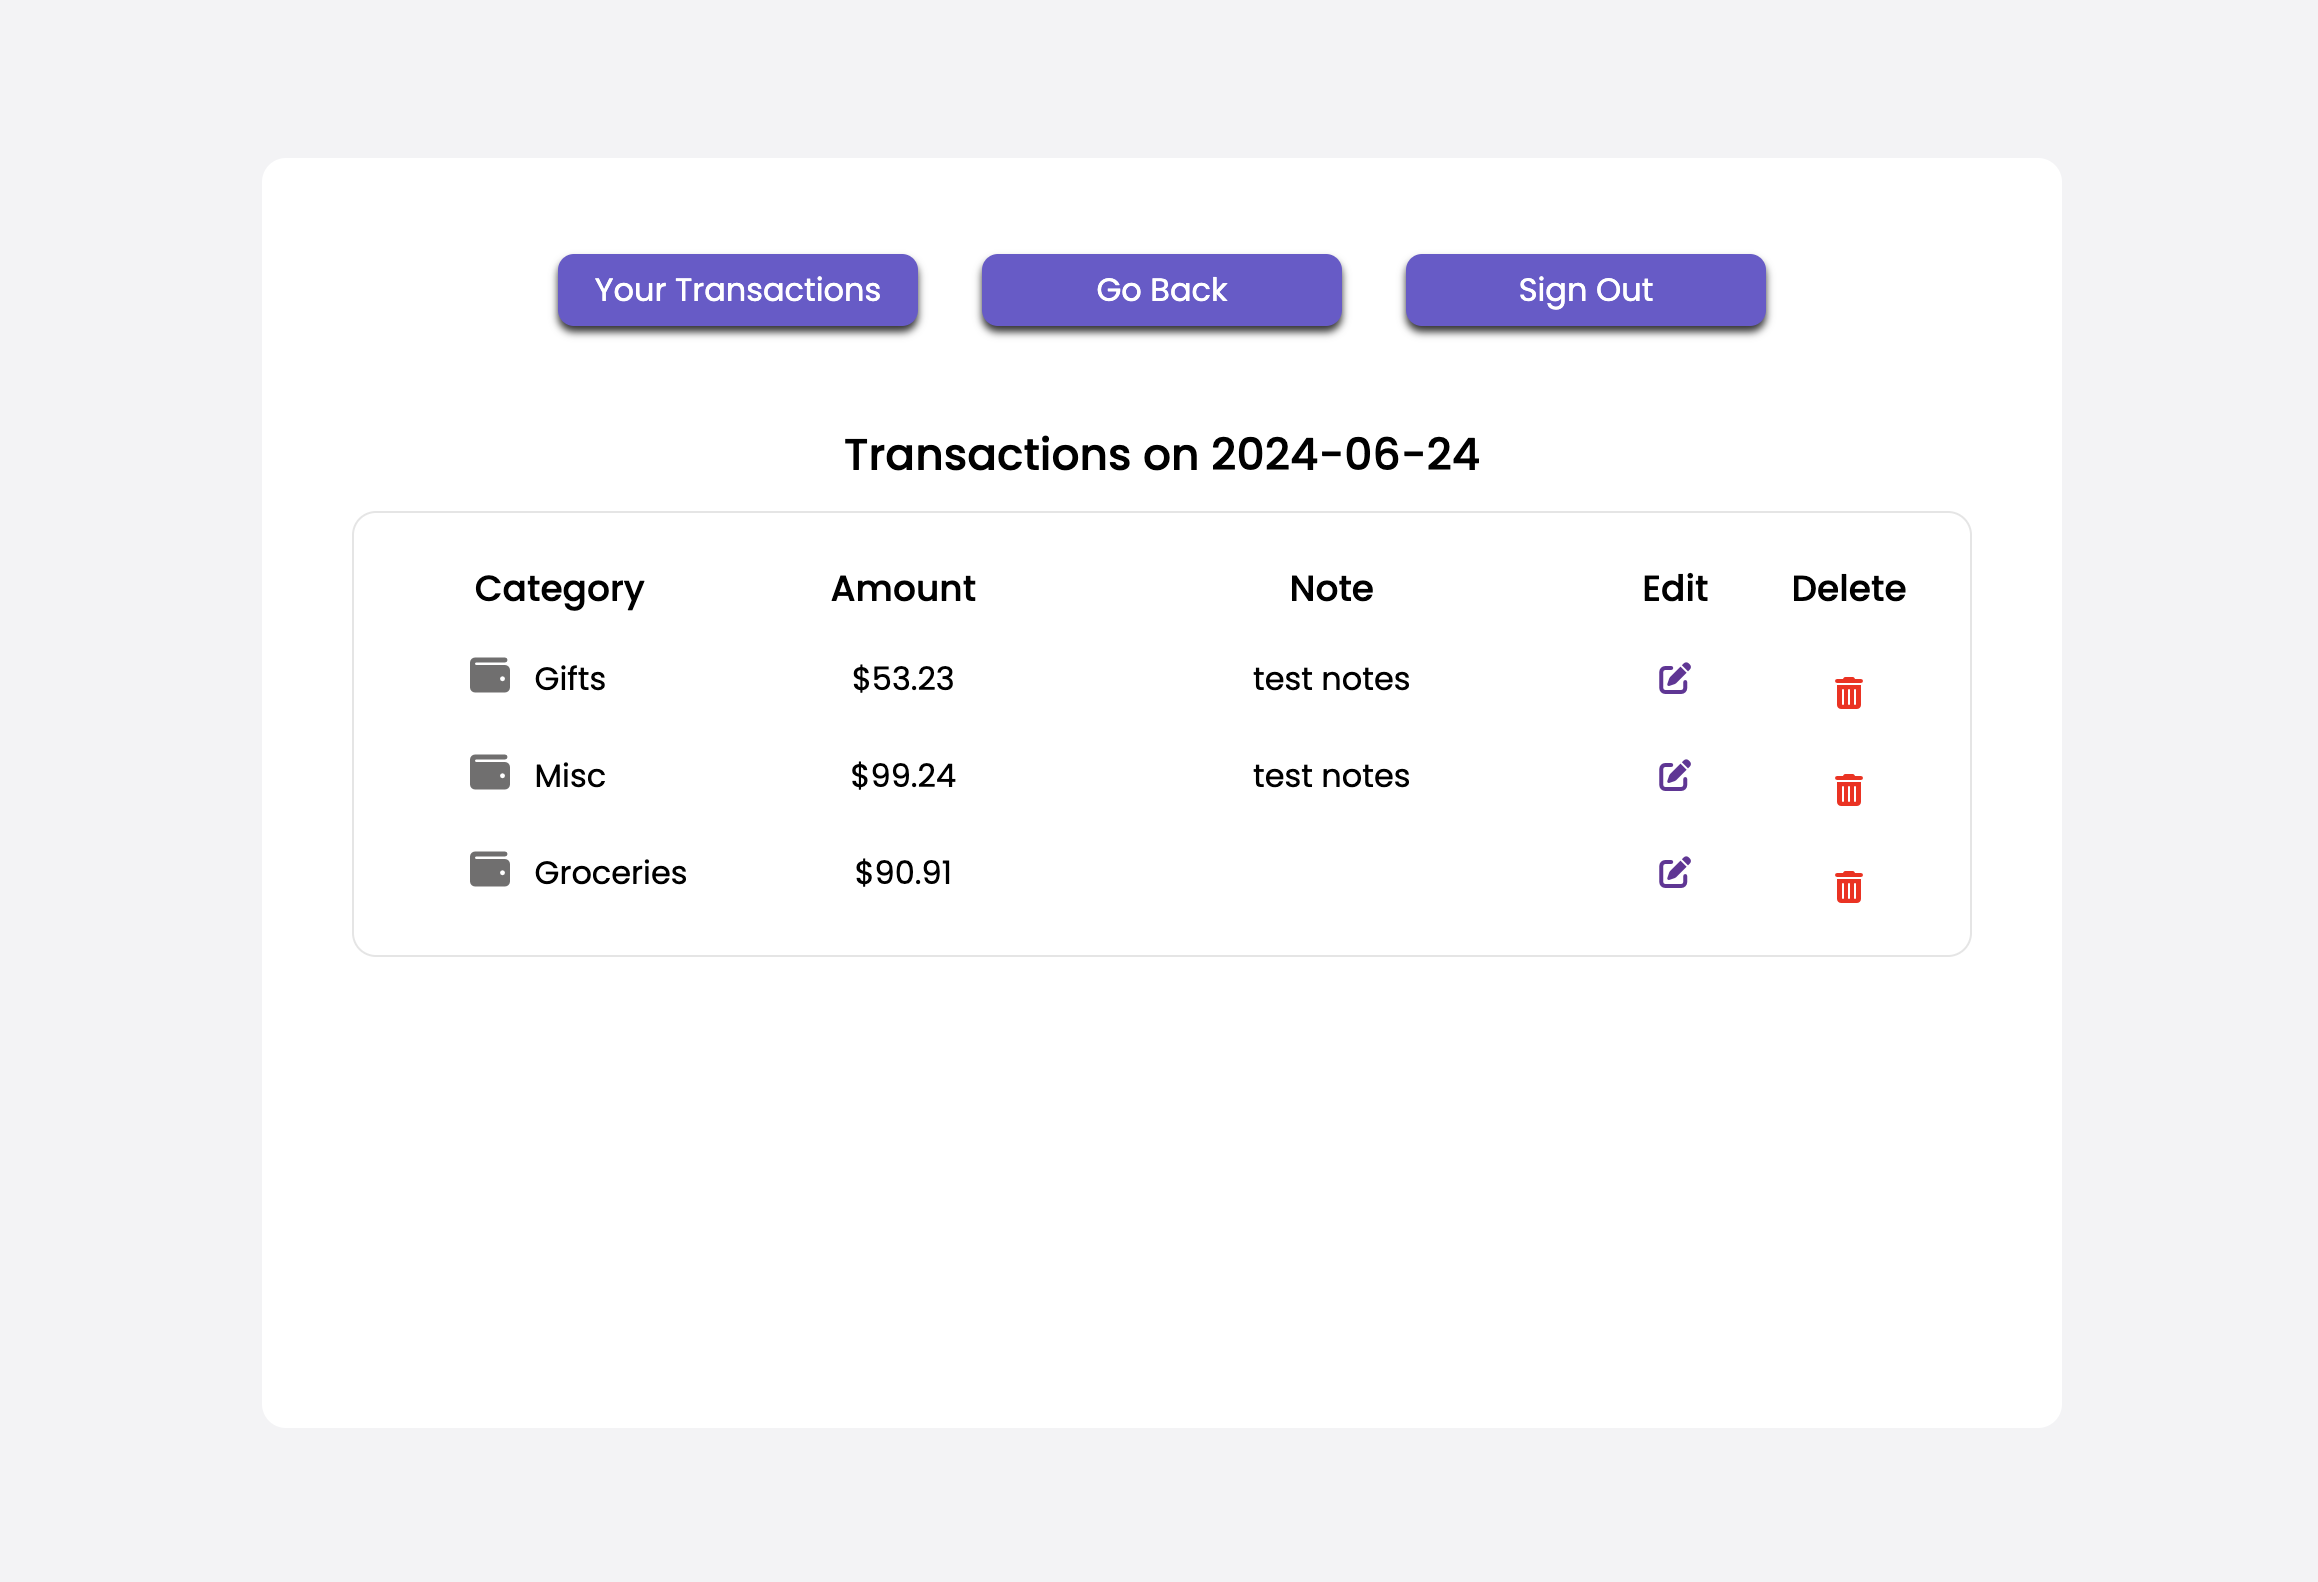 Your Transactions Go Back Sign Out
Transactions on 2024-06-24
Category Amount Note Edit Delete
Gifts $53.23 test notes
Misc $99.24 test notes
Groceries $90.91